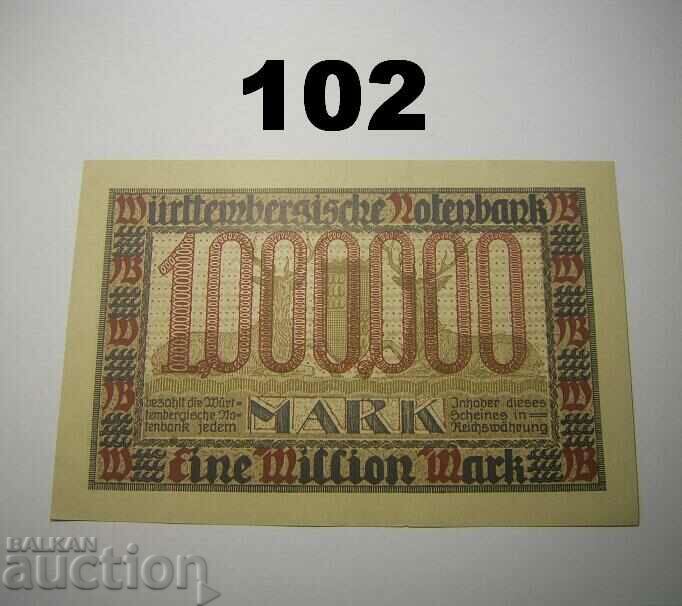 102
Württembergische Notenbank
1,000,000
bezahlt die Würt-
tembergische No-
tenbank jedem
MARK
Inhaber dieses
Scheines in
Reichswährung
Eine Million Mark
BALKAN
auction